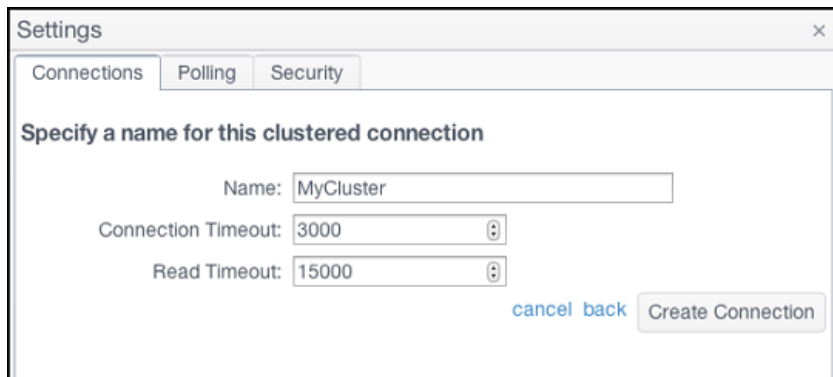 Settings ×
Connections Polling Security
Specify a name for this clustered connection
Name: MyCluster
Connection Timeout: 3000
Read Timeout: 15000
cancel back Create Connection